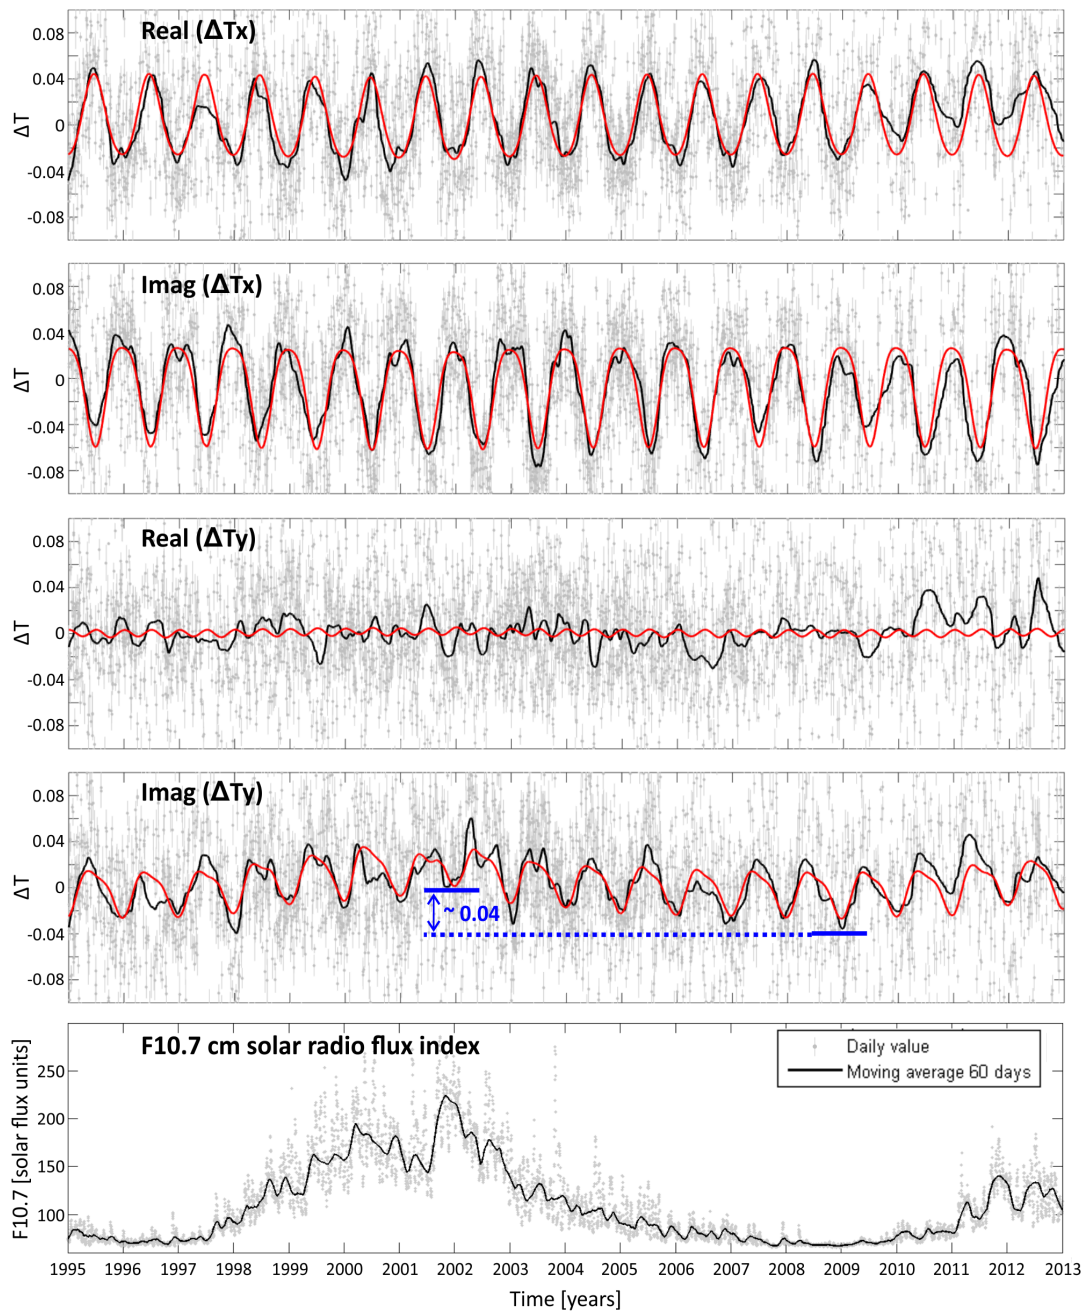 Real (ΔTx)
0.08
0.04
0
-0.04
-0.08
ΔT
Imag (ΔTx)
0.08
0.04
0
-0.04
-0.08
ΔT
Real (ΔTy)
0.08
0.04
0
-0.04
-0.08
ΔT
Imag (ΔTy)
0.08
0.04
0
-0.04
-0.08
ΔT
~ 0.04
F10.7 cm solar radio flux index
Daily value
Moving average 60 days
250
200
150
100
F10.7 [solar flux units]
1995 1996 1997 1998 1999 2000 2001 2002 2003 2004 2005 2006 2007 2008 2009 2010 2011 2012 2013
Time [years]